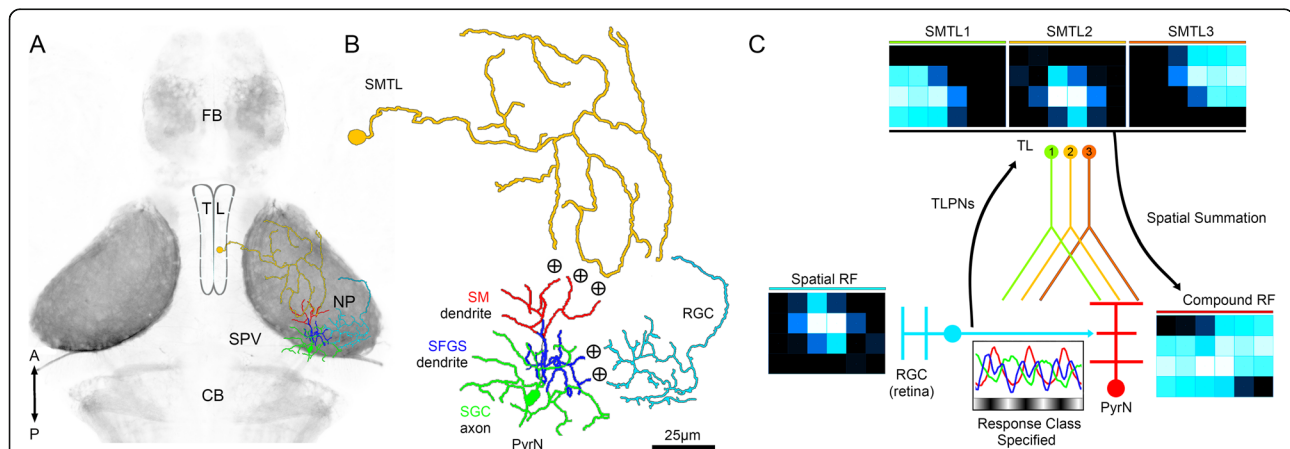 A
FB
T L
NP
SPV
CB
A
P
B
SMTL
SM
dendrite
SFGS
dendrite
SGC
axon
PyrN
RGC
25µm
C
SMTL1
SMTL2
SMTL3
TL
1
2
3
TLPNs
Spatial Summation
Spatial RF
Compound RF
RGC
(retina)
PyrN
Response Class
Specified